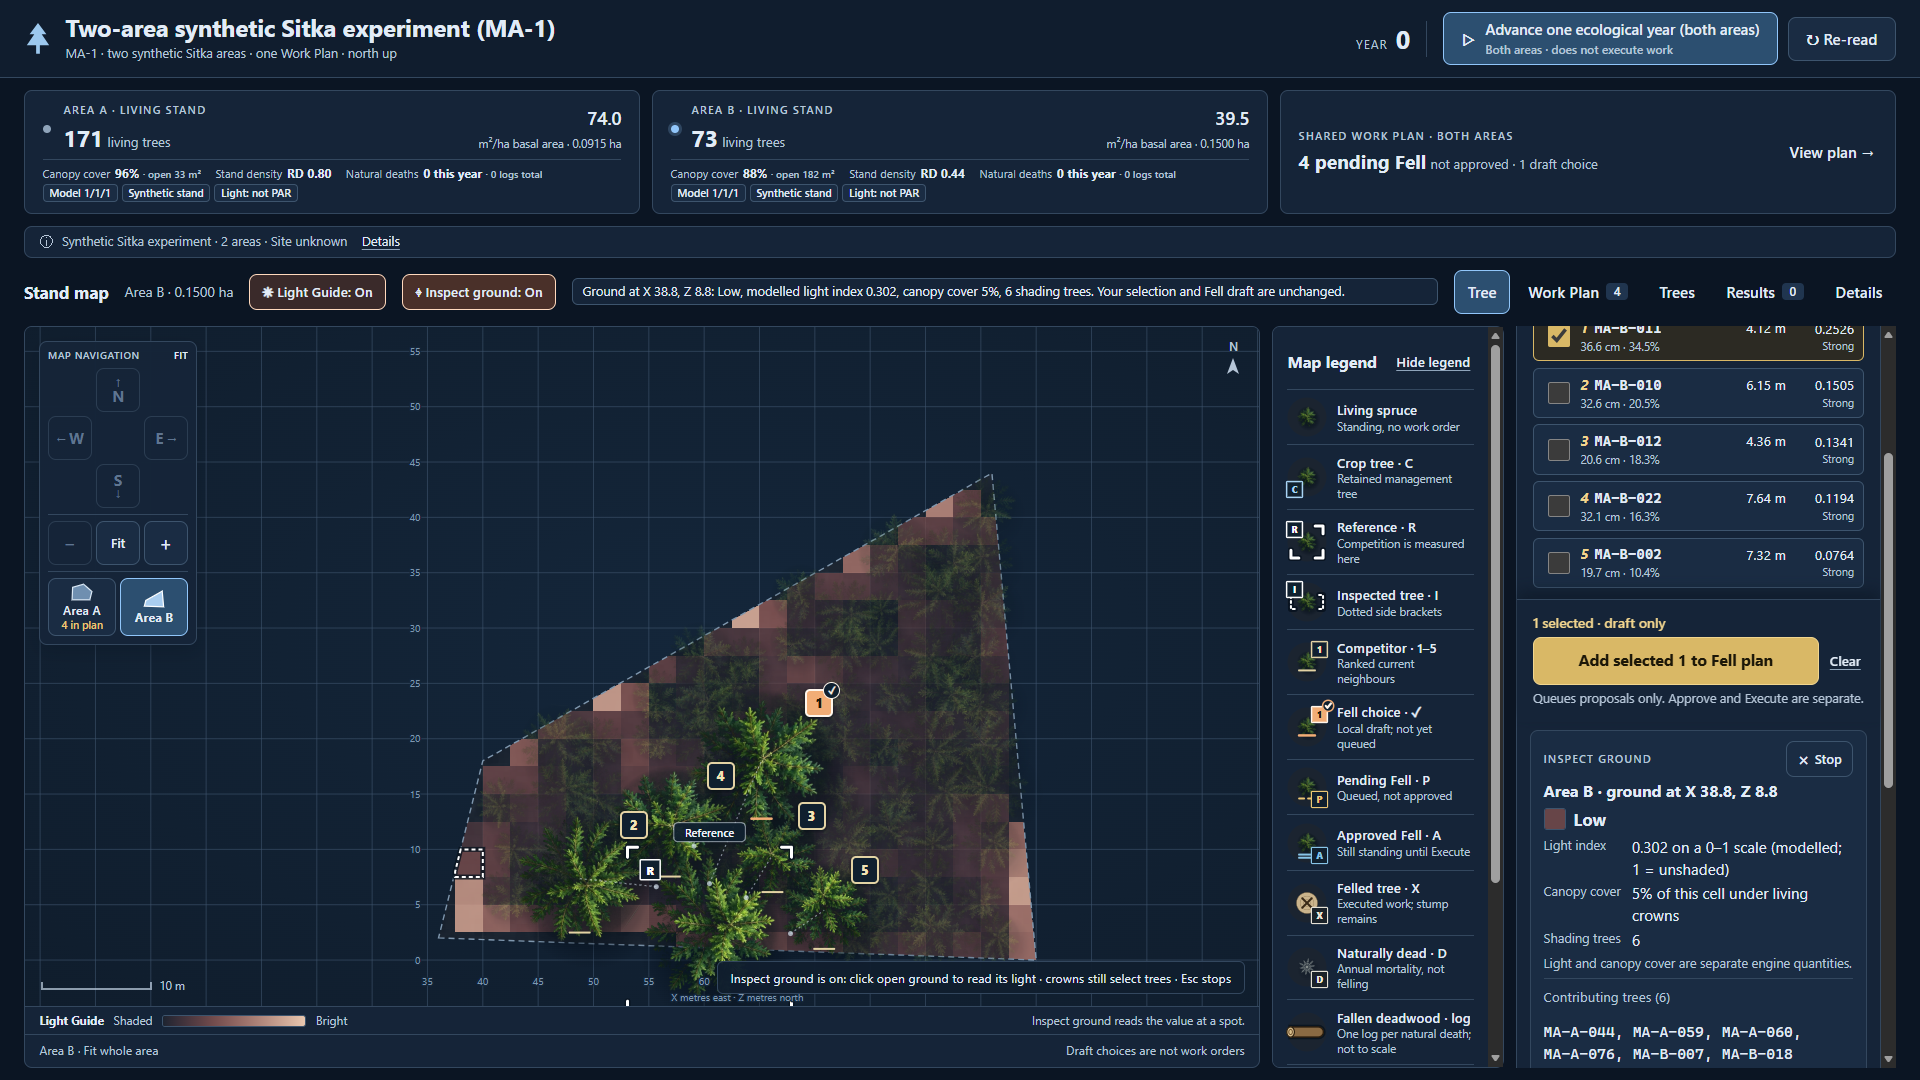 Two-area synthetic Sitka experiment (MA-1)
MA-1 · two synthetic Sitka areas · one Work Plan · north up
YEAR 0
Advance one ecological year (both areas)
Both areas · does not execute work
↻ Re-read
AREA A · LIVING STAND
171 living trees
74.0
m²/ha basal area · 0.0915 ha
Canopy cover 96% · open 33 m² Stand density RD 0.80 Natural deaths 0 this year · 0 logs total
Model 1/1/1 Synthetic stand Light: not PAR
AREA B · LIVING STAND
73 living trees
39.5
m²/ha basal area · 0.1500 ha
Canopy cover 88% · open 182 m² Stand density RD 0.44 Natural deaths 0 this year · 0 logs total
Model 1/1/1 Synthetic stand Light: not PAR
SHARED WORK PLAN · BOTH AREAS
4 pending Fell not approved · 1 draft choice
View plan →
Synthetic Sitka experiment · 2 areas · Site unknown Details
Stand map Area B · 0.1500 ha
Light Guide: On
Inspect ground: On
Ground at X 38.8, Z 8.8: Low, modelled light index 0.302, canopy cover 5%, 6 shading trees. Your selection and Fell draft are unchanged.
Tree
Work Plan 4
Trees
Results 0
Details
MAP NAVIGATION FIT
↑
N
←W
E→
S
↓
−
Fit
+
Area A
4 in plan
Area B
55
50
45
40
35
30
25
20
15
10
5
0
35 40 45 50 55 60
X metres east · Z metres north
N
1
4
3
2
Reference
R
5
10 m
Inspect ground is on: click open ground to read its light · crowns still select trees · Esc stops
Light Guide Shaded Bright
Inspect ground reads the value at a spot.
Area B · Fit whole area
Draft choices are not work orders
Map legend Hide legend
Living spruce
Standing, no work order
C
Crop tree · C
Retained management
tree
R
Reference · R
Competition is measured
here
I
Inspected tree · I
Dotted side brackets
1
Competitor · 1–5
Ranked current
neighbours
1
Fell choice · ✓
Local draft; not yet
queued
P
Pending Fell · P
Queued, not approved
A
Approved Fell · A
Still standing until Execute
X
Felled tree · X
Executed work; stump
remains
D
Naturally dead · D
Annual mortality, not
felling
Fallen deadwood · log
One log per natural death;
not to scale
1 MA-B-011 4.12 m 0.2526
36.6 cm · 34.5% Strong
2 MA-B-010 6.15 m 0.1505
32.6 cm · 20.5% Strong
3 MA-B-012 4.36 m 0.1341
20.6 cm · 18.3% Strong
4 MA-B-022 7.64 m 0.1194
32.1 cm · 16.3% Strong
5 MA-B-002 7.32 m 0.0764
19.7 cm · 10.4% Strong
1 selected · draft only
Add selected 1 to Fell plan
Clear
Queues proposals only. Approve and Execute are separate.
INSPECT GROUND
× Stop
Area B · ground at X 38.8, Z 8.8
Low
Light index 0.302 on a 0–1 scale (modelled;
1 = unshaded)
Canopy cover 5% of this cell under living
crowns
Shading trees 6
Light and canopy cover are separate engine quantities.
Contributing trees (6)
MA-A-044, MA-A-059, MA-A-060,
MA-A-076, MA-B-007, MA-B-018